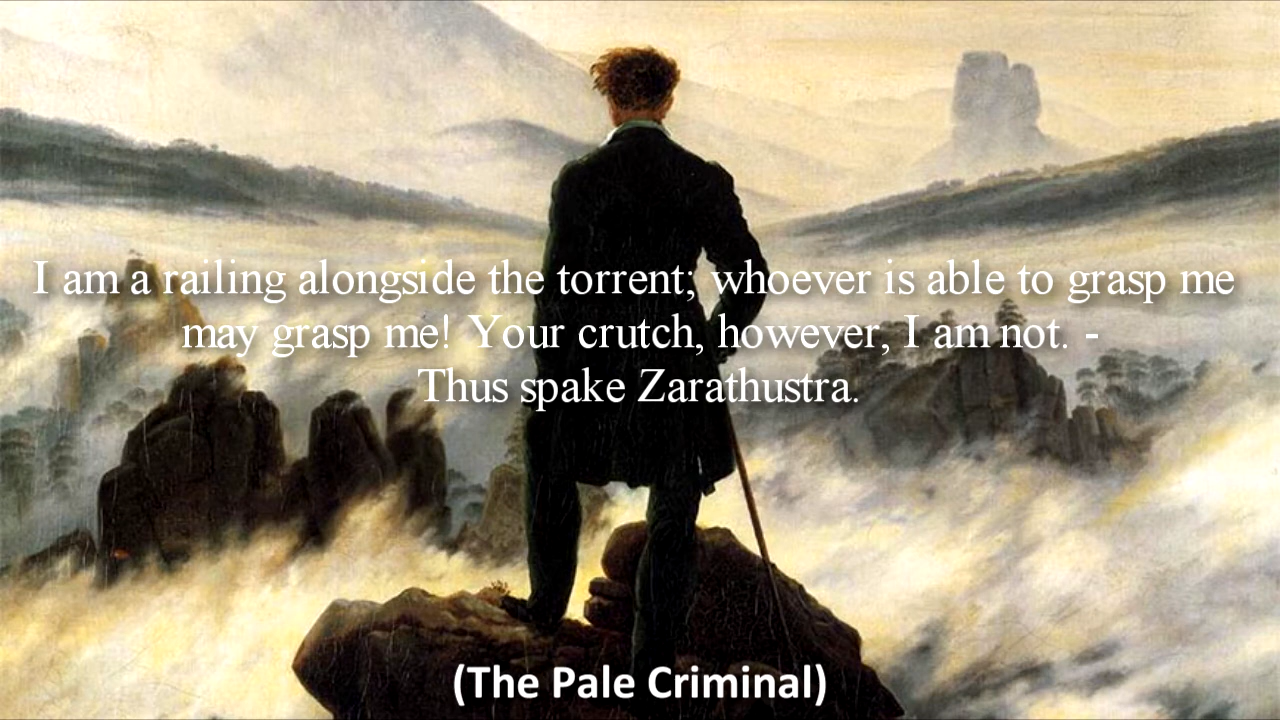 I am a railing alongside the torrent; whoever is able to grasp me
may grasp me! Your crutch, however, I am not. -
Thus spake Zarathustra.
(The Pale Criminal)